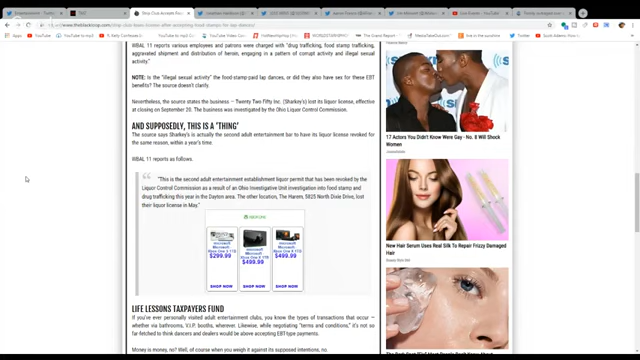 WBAL 11 reports various employees and patrons were charged with "drug trafficking, food stamp trafficking,
aggravated shipment and distribution of heroin, engaging in a pattern of corrupt activity and illegal sexual
activity."
NOTE: Is the "illegal sexual activity" the food-stamp-paid lap dances, or did they also have sex for these EBT
benefits? The source doesn't clarify.
Nevertheless, the source states the business — Twenty Two Fifty Inc. (Sharkey's) lost its liquor license, effective
at closing on September 20. The business was investigated by the Ohio Liquor Control Commission.
AND SUPPOSEDLY, THIS IS A 'THING'
The source says Sharkey's is actually the second adult entertainment bar to have its liquor license revoked for
the same reason, within a year's time.
WBAL 11 reports as follows.
"This is the second adult entertainment establishment liquor permit that has been revoked by the
Liquor Control Commission as a result of an Ohio Investigative Unit investigation into food stamp and
drug trafficking this year in the Dayton area. The other location, The Harem, 5825 North Dixie Drive, lost
their liquor license in May."
XBOX LIVE
$299.99
$499.99
$499.99
SHOP NOW
SHOP NOW
SHOP NOW
LIFE LESSONS TAXPAYERS FUND
If you've ever personally visited adult entertainment clubs, you know the types of transactions that occur —
whether via bathrooms, V.I.P. booths, wherever. Likewise, while negotiating "terms and conditions", it's not so
far-fetched to think dancers and dealers would be above accepting EBT-type payments.
Money is money, no? Well, of course when you weigh it against its supposed intentions, no.
17 Actors You Didn't Know Were Gay - No. 8 Will Shock
Women
New Hair Serum Uses Real Silk To Repair Frizzy Damaged
Hair